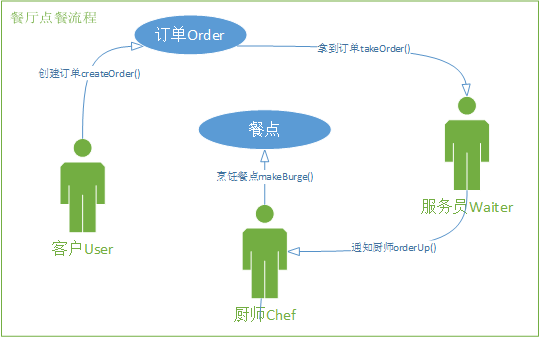 餐厅点餐流程
订单Order
创建订单createOrder()
拿到订单takeOrder()
餐点
烹饪餐点makeBurge()
服务员Waiter
客户User
通知厨师orderUp()
厨师Chef